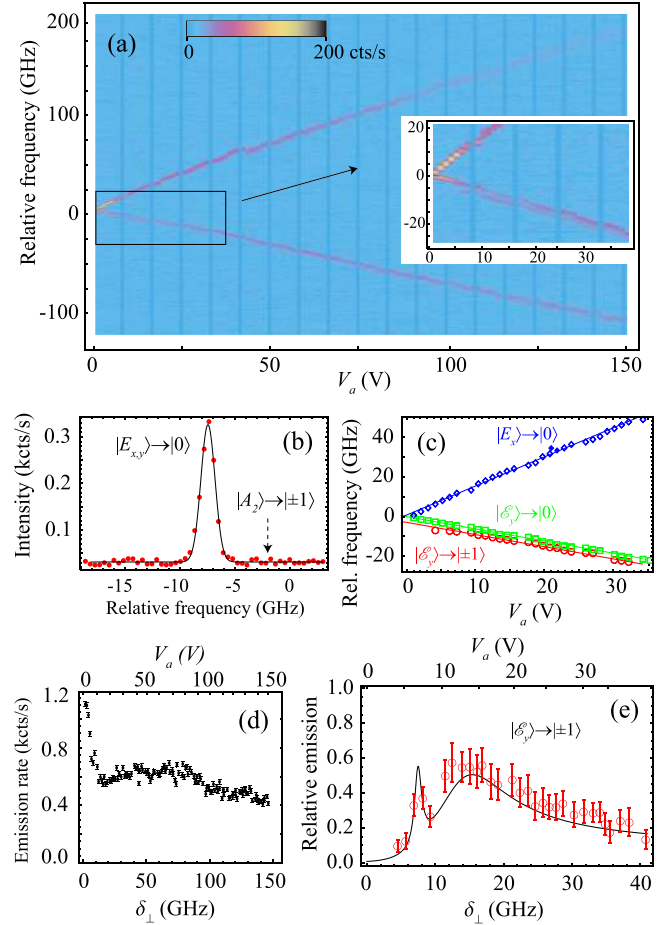 (a)
0
200 cts/s
Relative frequency (GHz)
200
100
0
-100
20
0
-20
0
10
20
30
0
50
100
150
V_a (V)
(b)
Intensity (kcts/s)
0.3
0.2
0.1
|E_{x,y}⟩→|0⟩
|A_2⟩→|±1⟩
-15
-10
-5
0
Relative frequency (GHz)
(c)
Rel. frequency (GHz)
40
20
0
-20
|E_x⟩→|0⟩
|ℰ_y⟩→|0⟩
|ℰ_y⟩→|±1⟩
0
10
20
30
V_a (V)
V_a (V)
0
50
100
150
(d)
Emission rate (kcts/s)
1.2
0.8
0.4
0.0
0
50
100
150
δ_⊥ (GHz)
V_a (V)
0
10
20
30
(e)
Relative emission
1.0
0.8
0.6
0.4
0.2
0.0
|ℰ_y⟩→|±1⟩
0
10
20
30
40
δ_⊥ (GHz)